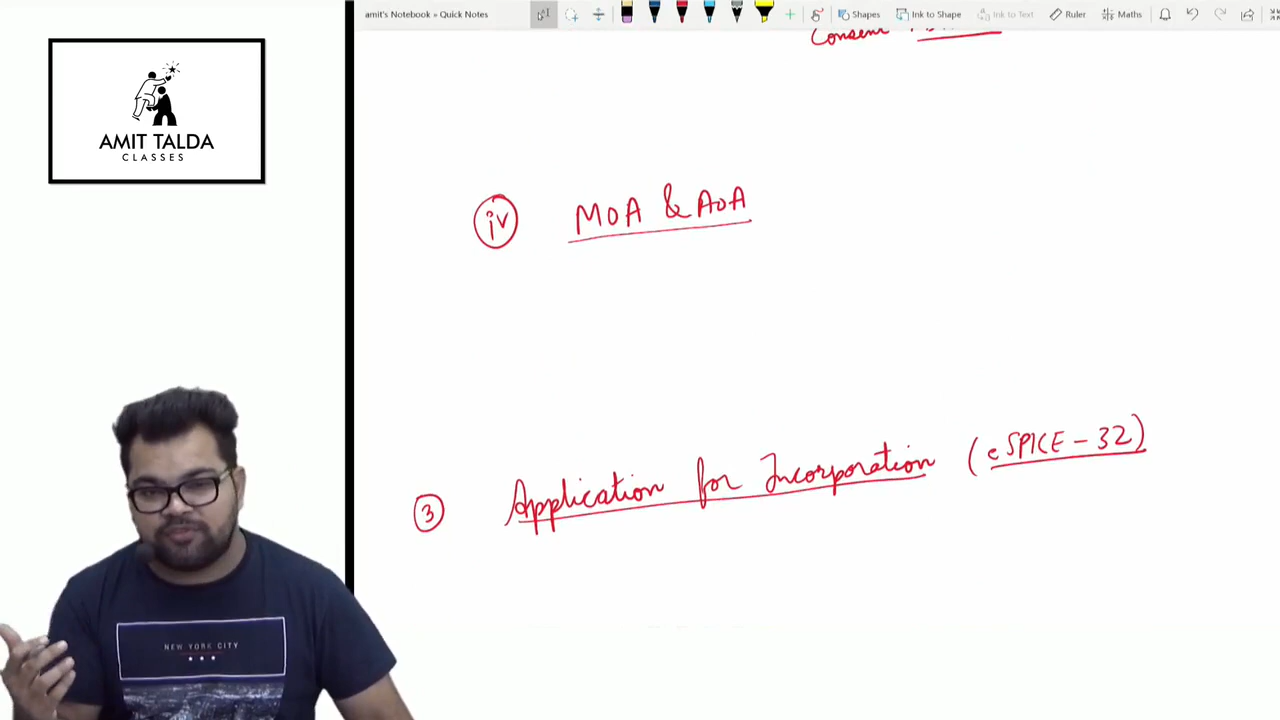 amit's Notebook » Quick Notes
Shapes
Ink to Shape
Ink to Text
Ruler
Maths
Consent
AMIT TALDA
CLASSES
iv MOA & AOA
3 Application for Incorporation (eSPICE-32)
NEW YORK CITY